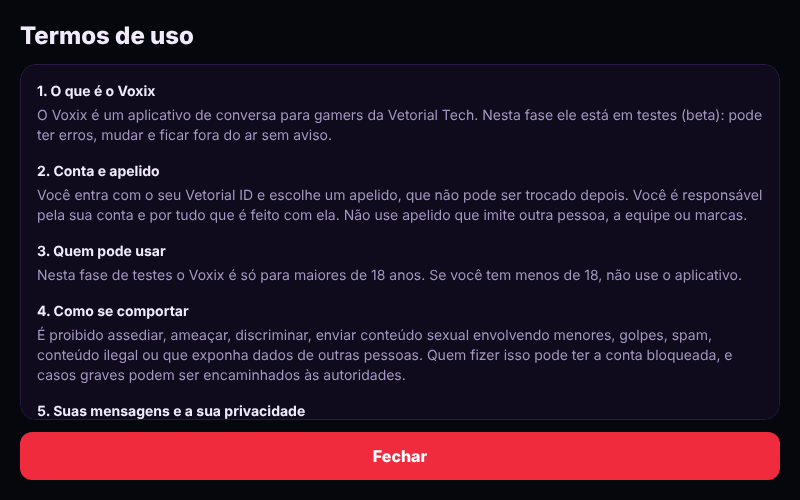 Termos de uso
1. O que é o Voxix
O Voxix é um aplicativo de conversa para gamers da Vetorial Tech. Nesta fase ele está em testes (beta): pode
ter erros, mudar e ficar fora do ar sem aviso.
2. Conta e apelido
Você entra com o seu Vetorial ID e escolhe um apelido, que não pode ser trocado depois. Você é responsável
pela sua conta e por tudo que é feito com ela. Não use apelido que imite outra pessoa, a equipe ou marcas.
3. Quem pode usar
Nesta fase de testes o Voxix é só para maiores de 18 anos. Se você tem menos de 18, não use o aplicativo.
4. Como se comportar
É proibido assediar, ameaçar, discriminar, enviar conteúdo sexual envolvendo menores, golpes, spam,
conteúdo ilegal ou que exponha dados de outras pessoas. Quem fizer isso pode ter a conta bloqueada, e
casos graves podem ser encaminhados às autoridades.
5. Suas mensagens e a sua privacidade
Fechar